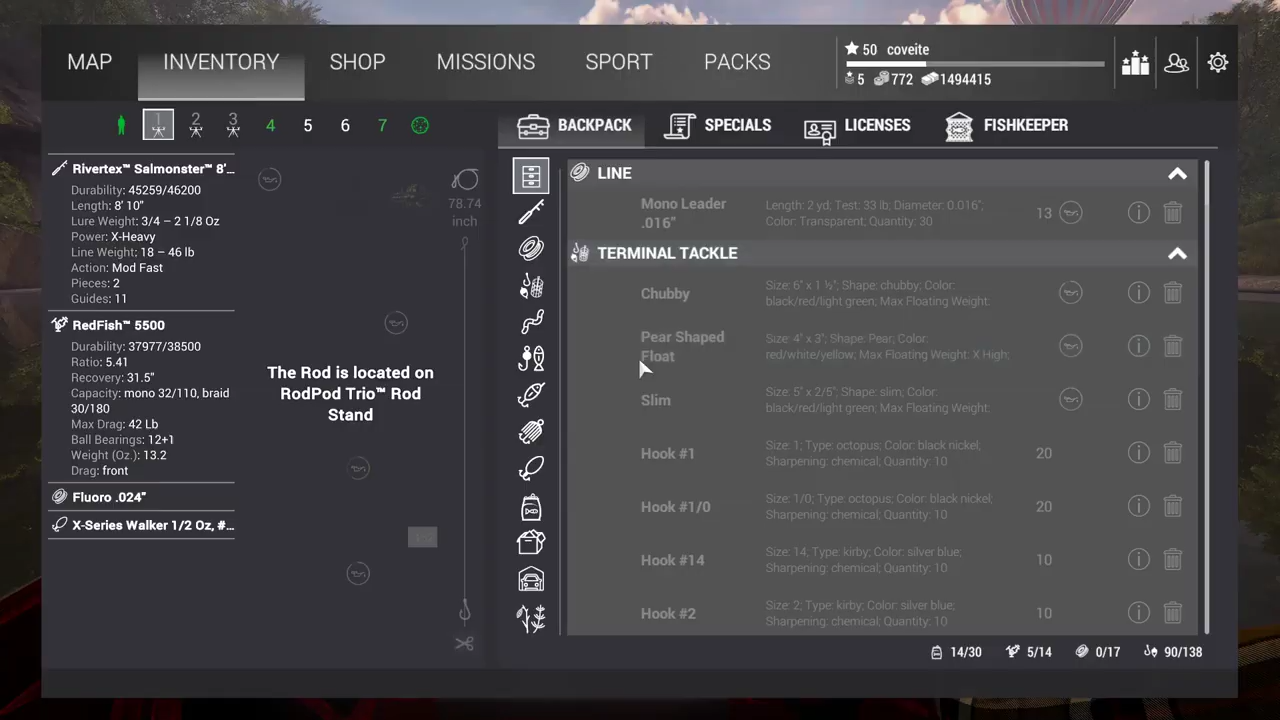 MAP
INVENTORY
SHOP
MISSIONS
SPORT
PACKS
50 coveite
5 772 1494415
1 2 3 4 5 6 7
BACKPACK
SPECIALS
LICENSES
FISHKEEPER
Rivertex™ Salmonster™ 8'...
Durability: 45259/46200
Length: 8' 10"
Lure Weight: 3/4 – 2 1/8 Oz
Power: X-Heavy
Line Weight: 18 – 46 lb
Action: Mod Fast
Pieces: 2
Guides: 11
RedFish™ 5500
Durability: 37977/38500
Ratio: 5.41
Recovery: 31.5"
Capacity: mono 32/110, braid
30/180
Max Drag: 42 Lb
Ball Bearings: 12+1
Weight (Oz.): 13.2
Drag: front
Fluoro .024"
X-Series Walker 1/2 Oz, #...
78.74
inch
The Rod is located on
RodPod Trio™ Rod
Stand
LINE
Mono Leader
.016"
Length: 2 yd; Test: 33 lb; Diameter: 0.016";
Color: Transparent; Quantity: 30
13
TERMINAL TACKLE
Chubby
Size: 6" x 1 ½"; Shape: chubby; Color:
black/red/light green; Max Floating Weight:
Pear Shaped
Float
Size: 4" x 3"; Shape: Pear; Color:
red/white/yellow; Max Floating Weight: X High;
Slim
Size: 5" x 2/5"; Shape: slim; Color:
black/red/light green; Max Floating Weight:
Hook #1
Size: 1; Type: octopus; Color: black nickel;
Sharpening: chemical; Quantity: 10
20
Hook #1/0
Size: 1/0; Type: octopus; Color: black nickel;
Sharpening: chemical; Quantity: 10
20
Hook #14
Size: 14; Type: kirby; Color: silver blue;
Sharpening: chemical; Quantity: 10
10
Hook #2
Size: 2; Type: kirby; Color: silver blue;
Sharpening: chemical; Quantity: 10
10
14/30
5/14
0/17
90/138